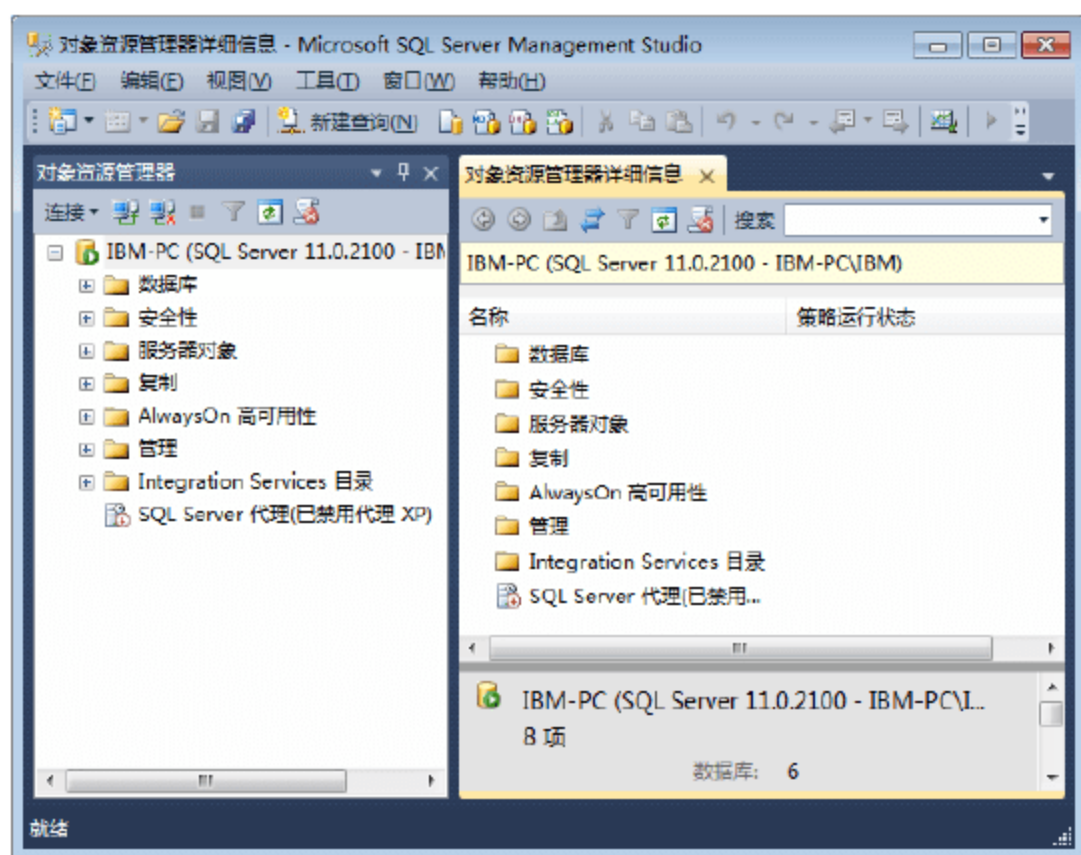 对象资源管理器详细信息 - Microsoft SQL Server Management Studio
文件(F) 编辑(E) 视图(V) 工具(T) 窗口(W) 帮助(H)
新建查询(N)
对象资源管理器
连接
IBM-PC (SQL Server 11.0.2100 - IBM
数据库
安全性
服务器对象
复制
AlwaysOn 高可用性
管理
Integration Services 目录
SQL Server 代理(已禁用代理 XP)
对象资源管理器详细信息
搜索
IBM-PC (SQL Server 11.0.2100 - IBM-PC\IBM)
名称 策略运行状态
数据库
安全性
服务器对象
复制
AlwaysOn 高可用性
管理
Integration Services 目录
SQL Server 代理(已禁用...
IBM-PC (SQL Server 11.0.2100 - IBM-PC\I...
8 项
数据库: 6
就绪